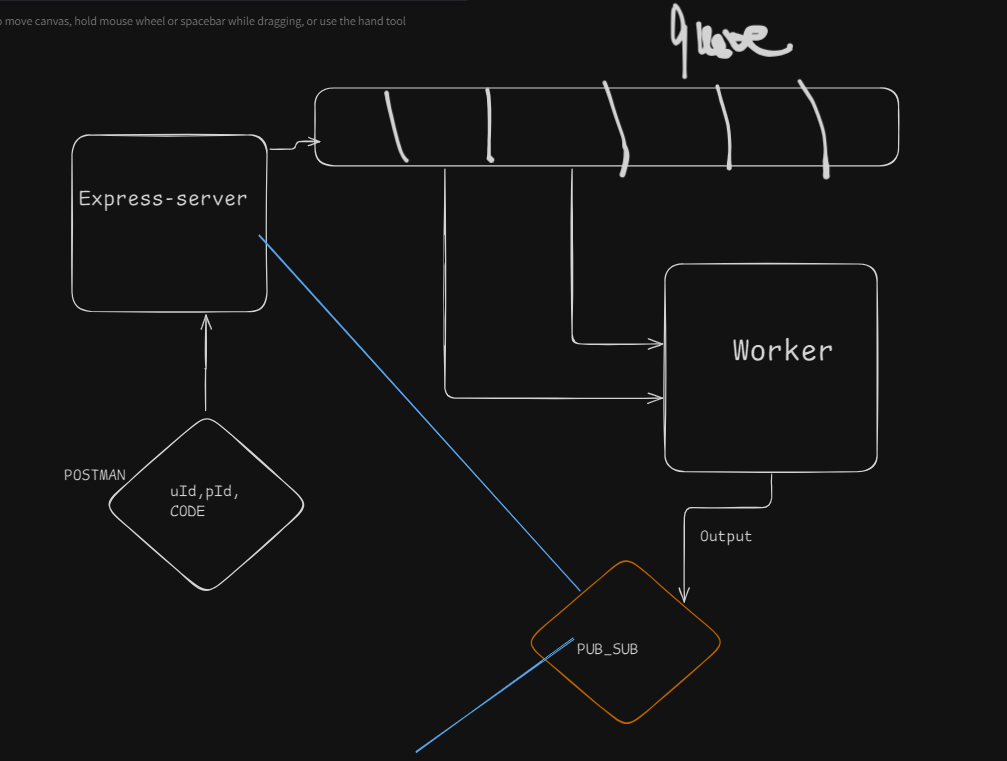 o move canvas, hold mouse wheel or spacebar while dragging, or use the hand tool
queue
Express-server
Worker
POSTMAN
uId,pId,
CODE
Output
PUB_SUB